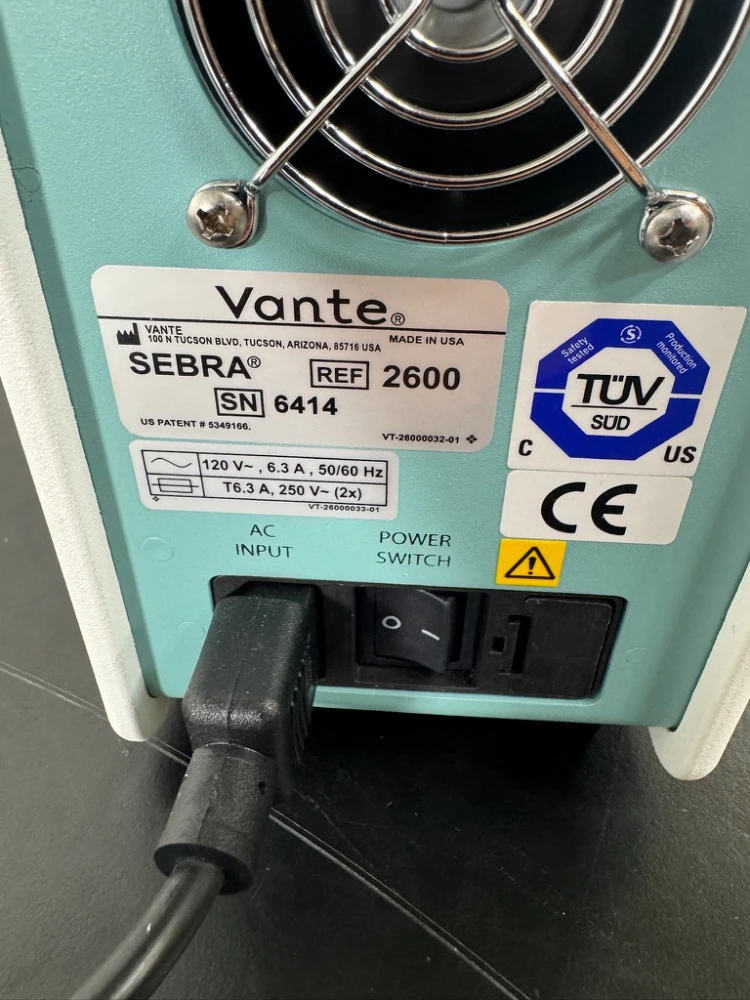 Vante®
VANTE
100 N TUCSON BLVD, TUCSON, ARIZONA, 85716 USA
MADE IN USA
SEBRA® REF 2600
SN 6414
US PATENT # 5349166.
VT-26000032-01
120 V~ , 6.3 A , 50/60 Hz
T6.3 A, 250 V~ (2x)
VT-26000033-01
Safety tested
S
Production monitored
TÜV
SÜD
C US
CE
AC INPUT
POWER SWITCH
O I